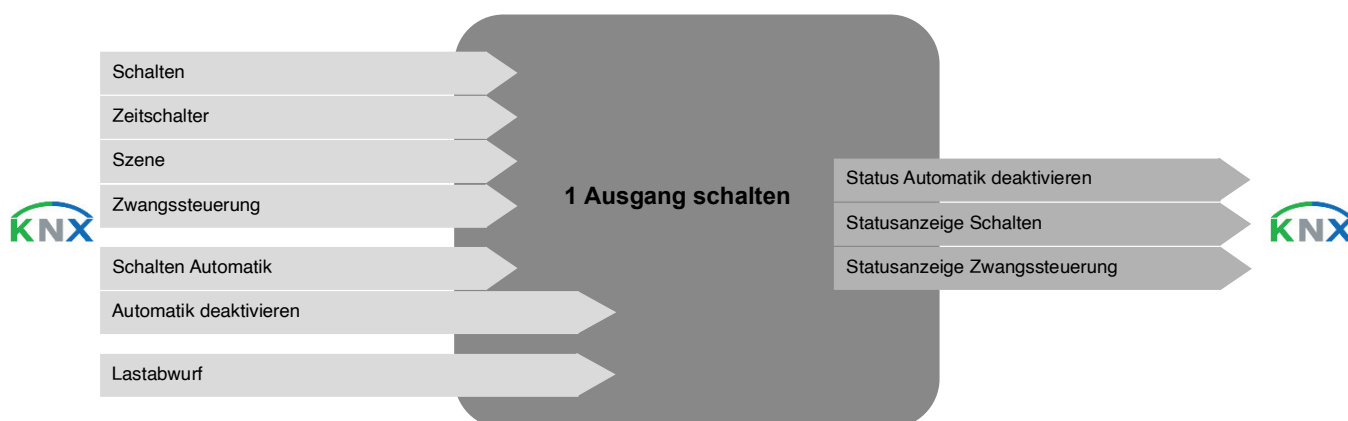 Schalten
Zeitschalter
Szene
Zwangssteuerung
KNX
Schalten Automatik
Automatik deaktivieren
Lastabwurf
1 Ausgang schalten
Status Automatik deaktivieren
Statusanzeige Schalten
Statusanzeige Zwangssteuerung
KNX